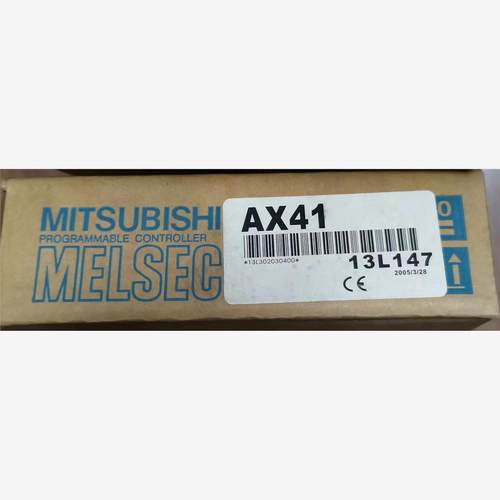 MITSUBISHI
PROGRAMMABLE CONTROLLER
MELSEC
AX41
*13L302030400*
13L147
2005/3/28
CE